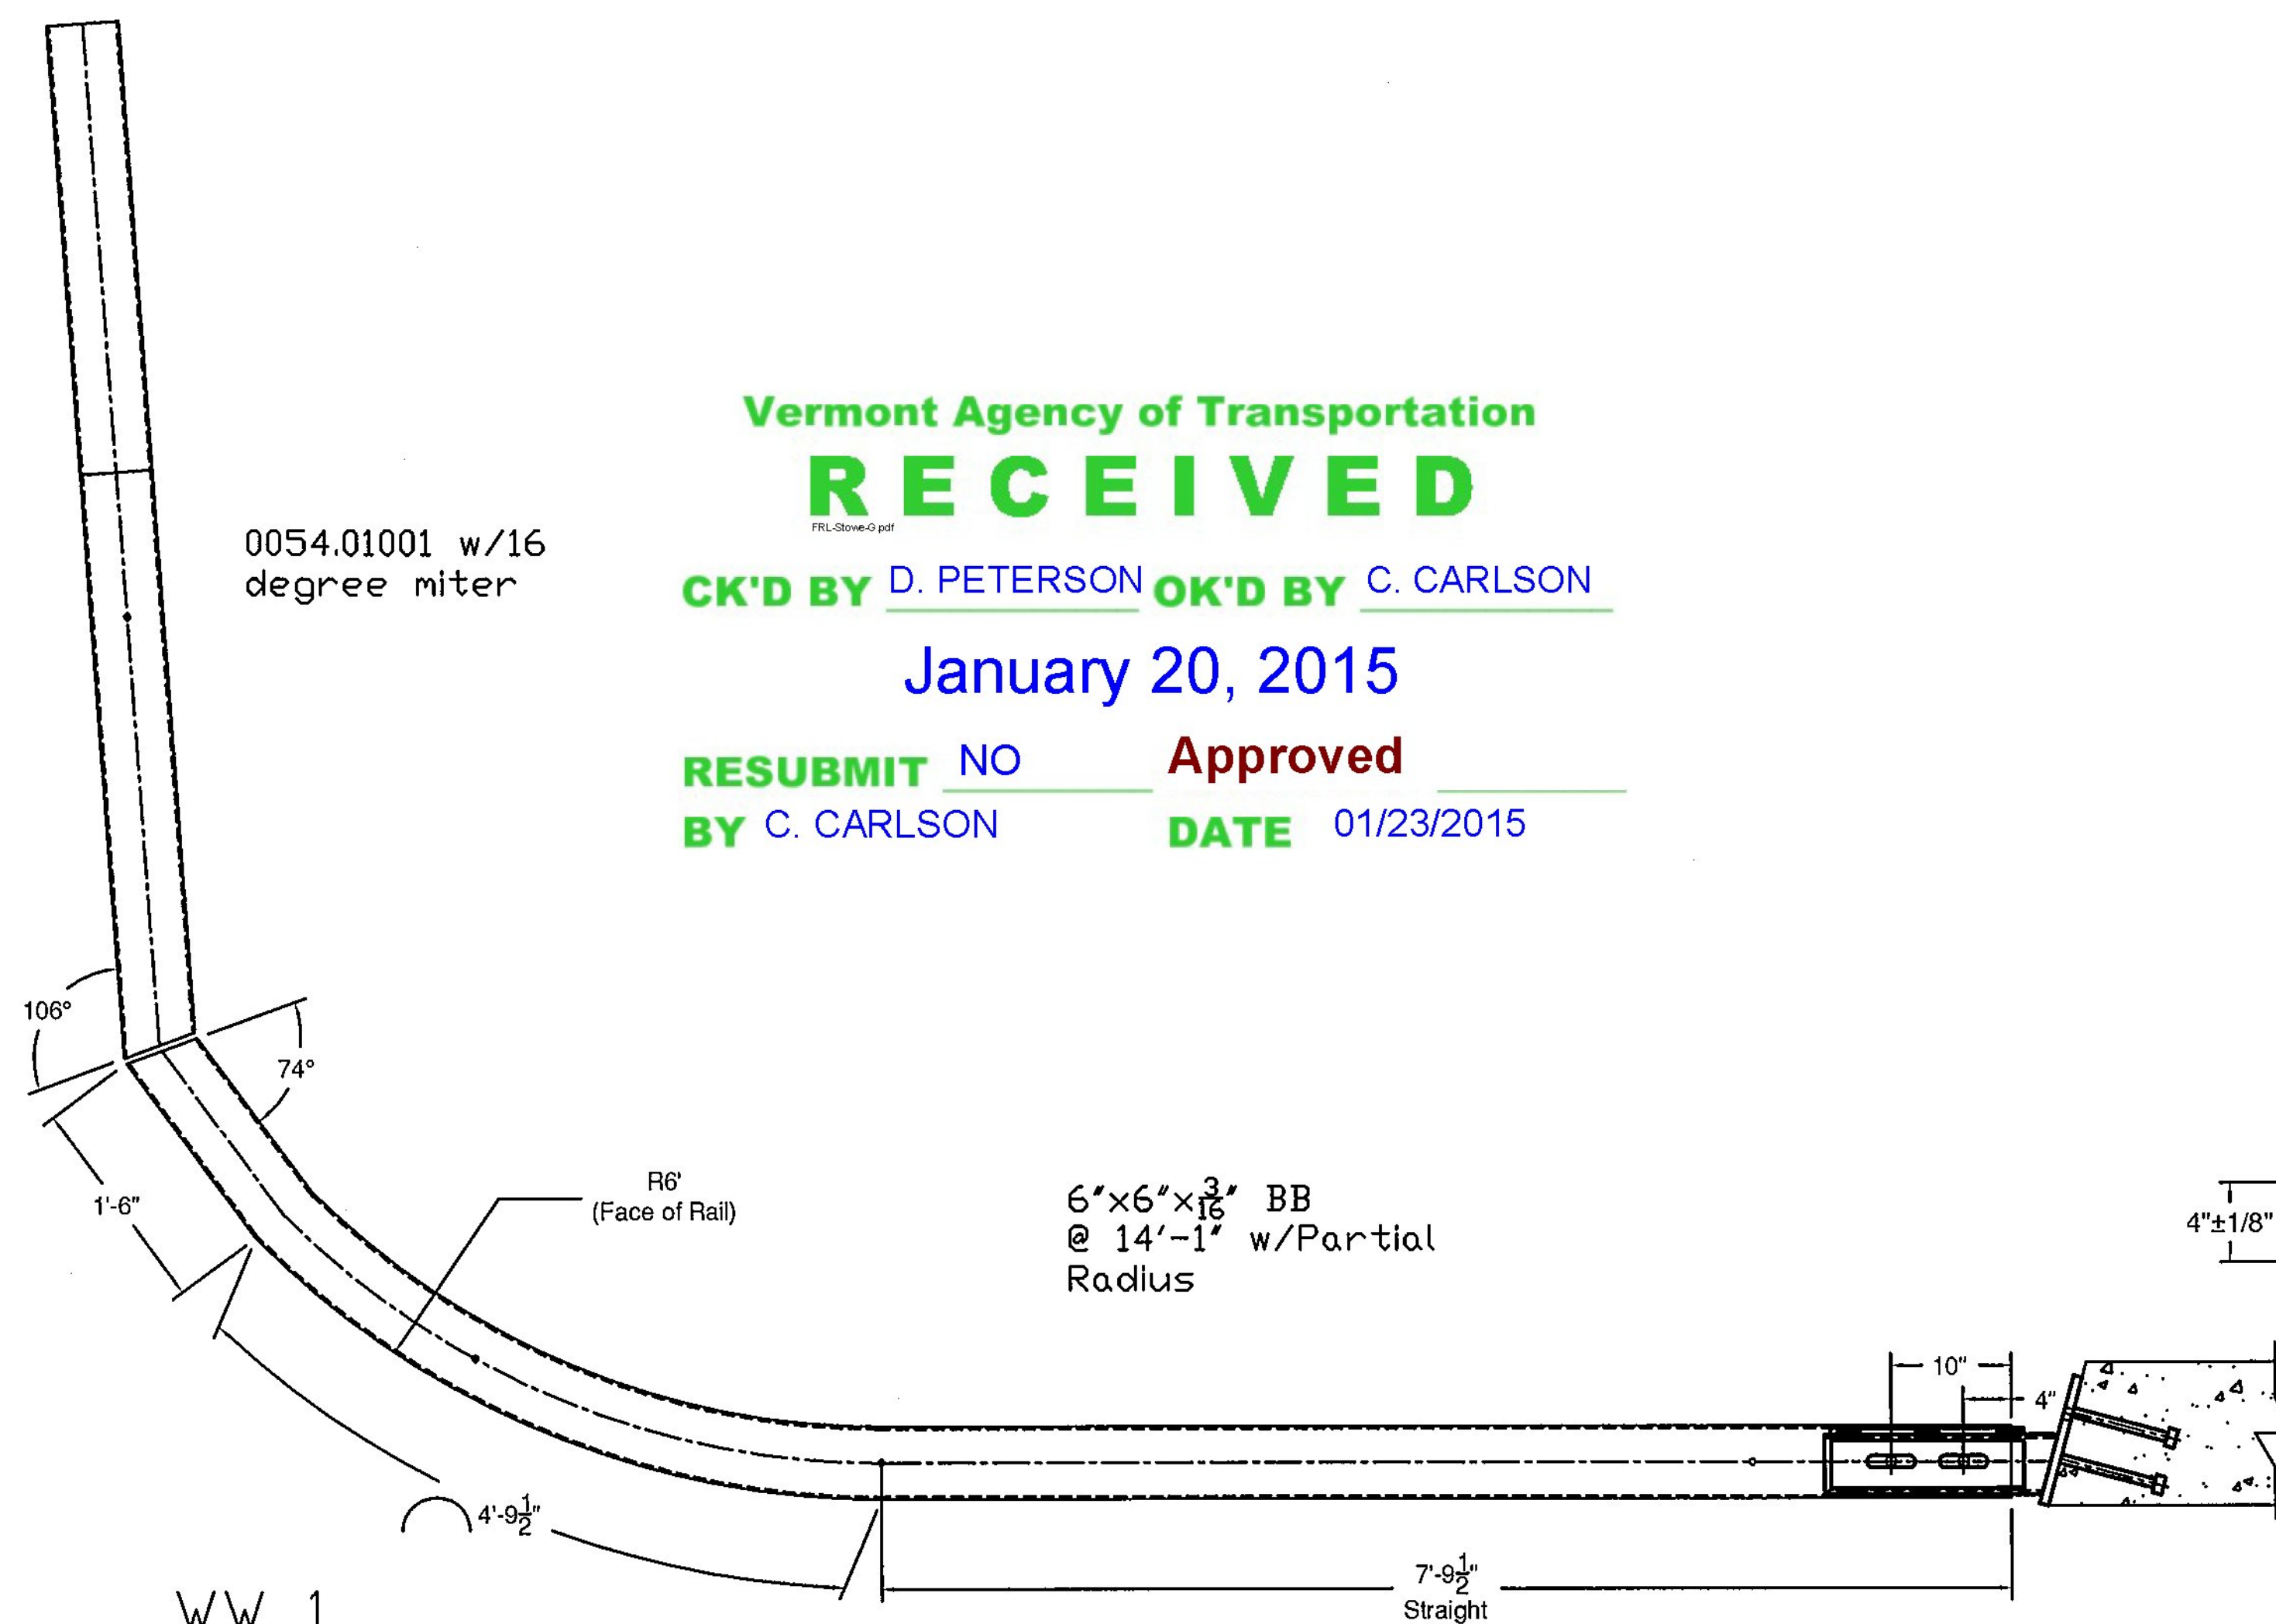 0054.01001 w/16
degree miter
Vermont Agency of Transportation
RECEIVED
FRL-Stowe-G.pdf
CK'D BY D. PETERSON OK'D BY C. CARLSON
January 20, 2015
RESUBMIT NO Approved
BY C. CARLSON DATE 01/23/2015
106°
74°
1'-6"
R6'
(Face of Rail)
6"×6"×3/16" BB
@ 14'-1" w/Partial
Radius
4"±1/8"
10"
4"
4'-9 1/2"
7'-9 1/2"
Straight
WW 1